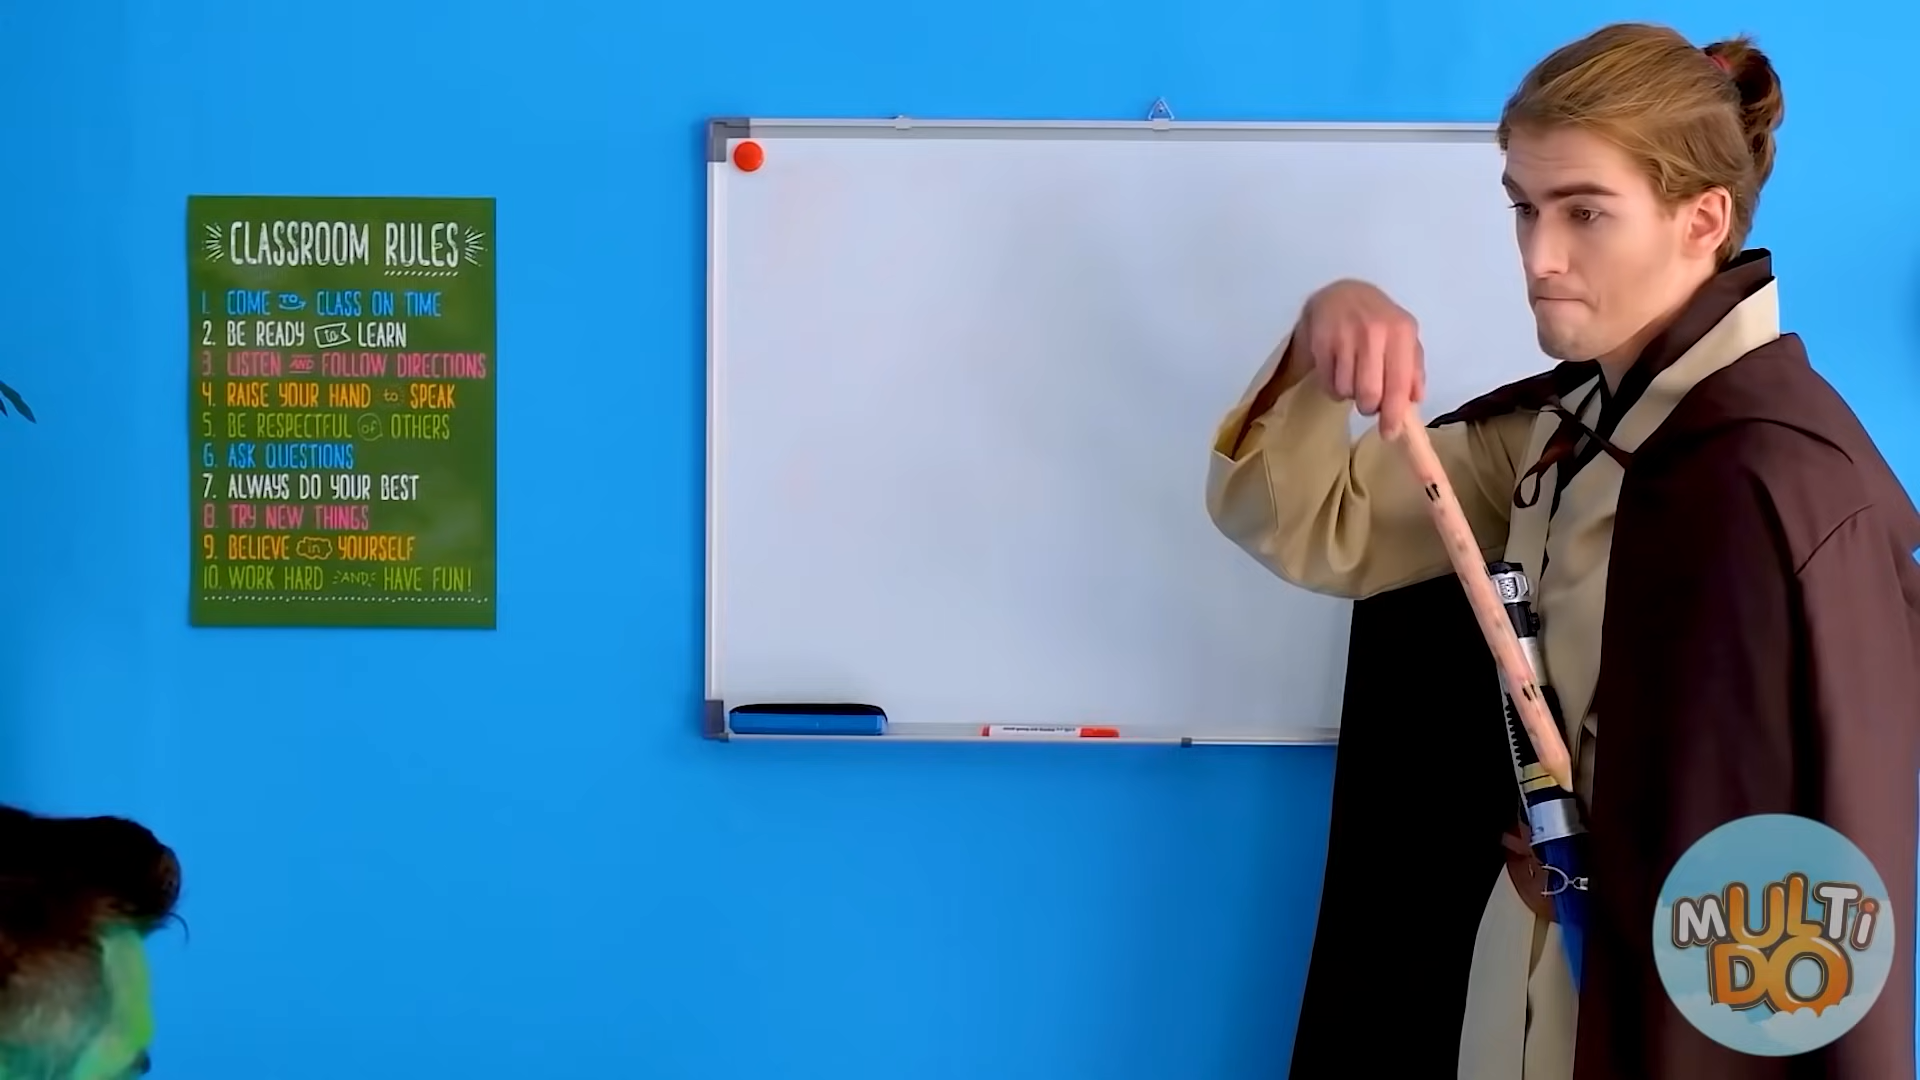 CLASSROOM RULES
1. COME TO CLASS ON TIME
2. BE READY to LEARN
3. LISTEN AND FOLLOW DIRECTIONS
4. RAISE YOUR HAND to SPEAK
5. BE RESPECTFUL OF OTHERS
6. ASK QUESTIONS
7. ALWAYS DO YOUR BEST
8. TRY NEW THINGS
9. BELIEVE in YOURSELF
10. WORK HARD AND HAVE FUN!
MULTi
DO